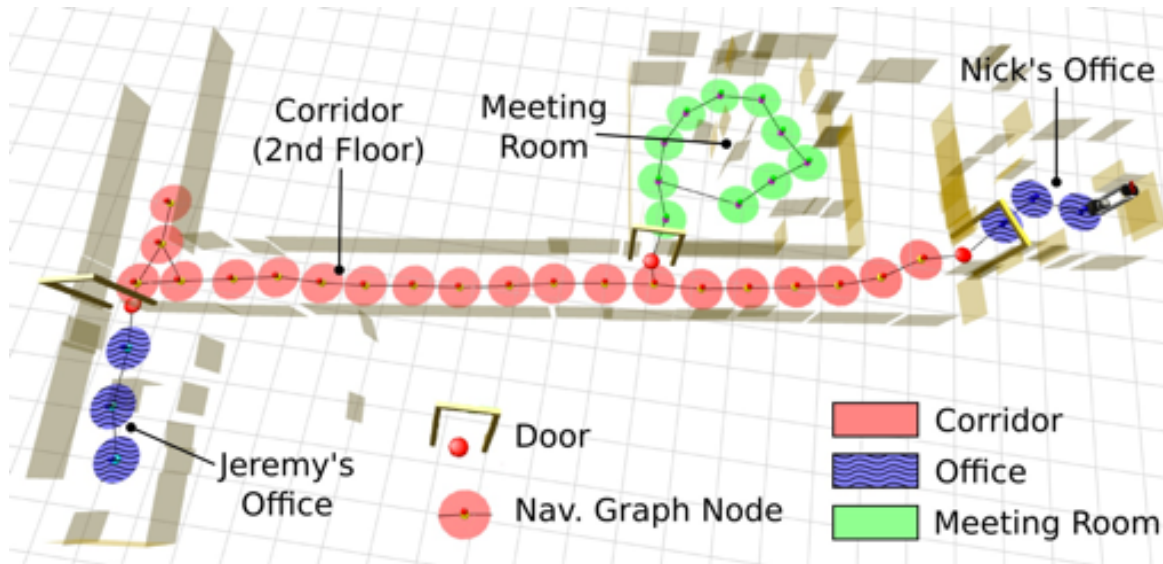 Corridor
(2nd Floor)
Meeting
Room
Nick's Office
Jeremy's
Office
Door
Nav. Graph Node
Corridor
Office
Meeting Room